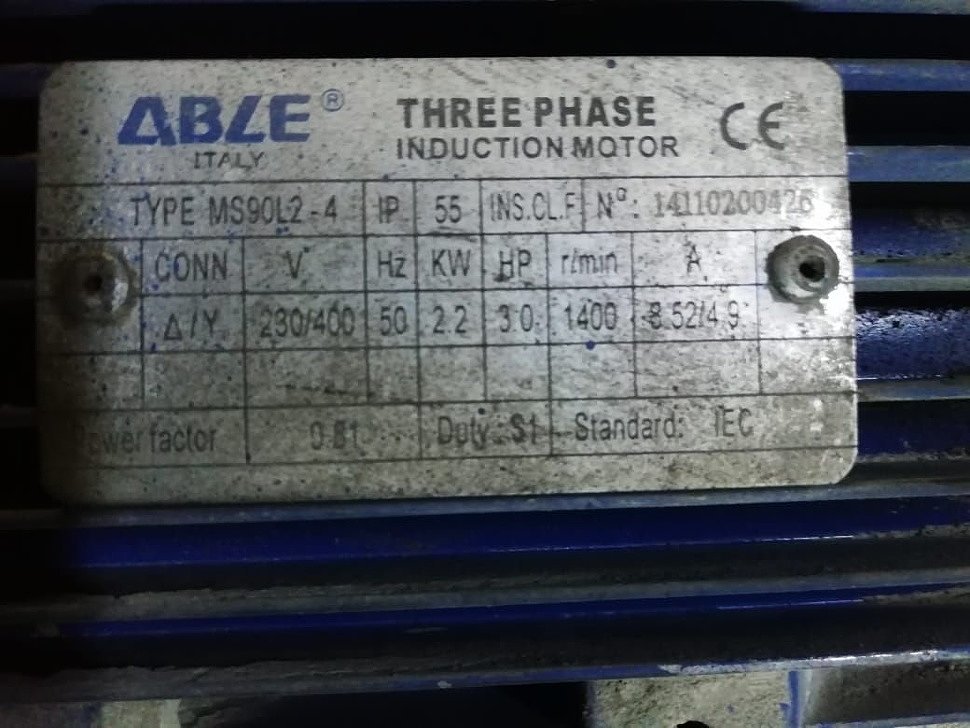 ABLE®
ITALY
THREE PHASE
INDUCTION MOTOR
CE
TYPE MS90L2-4 IP 55 INS.CL.F Nº: 14110200426
CONN V Hz KW HP r/min A
Δ/Y 230/400 50 2.2 3.0 1400 8.52/4.9
Power factor 0.81 Duty: S1 Standard: IEC